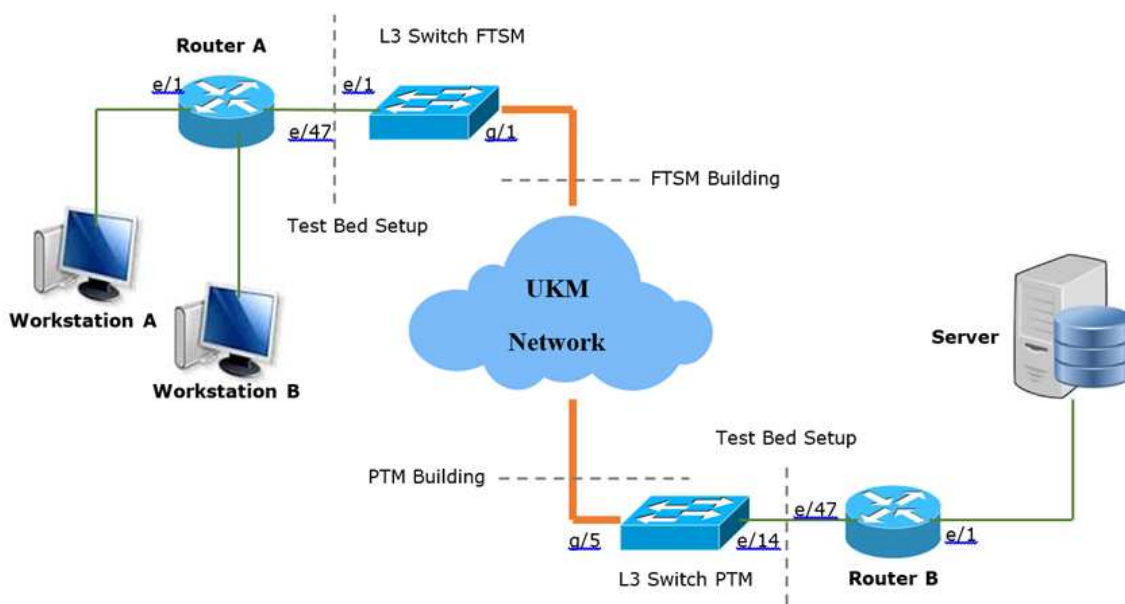 L3 Switch FTSM
Router A
e/1
e/1
e/47
g/1
FTSM Building
Test Bed Setup
UKM
Network
Workstation A
Server
Workstation B
Test Bed Setup
PTM Building
e/47
g/5
e/14
e/1
L3 Switch PTM
Router B